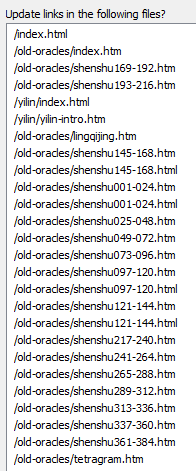 Update links in the following files?
/index.html
/old-oracles/index.htm
/old-oracles/shenshu169-192.htm
/old-oracles/shenshu193-216.htm
/yilin/index.html
/yilin/yilin-intro.htm
/old-oracles/lingqijing.htm
/old-oracles/shenshu145-168.htm
/old-oracles/shenshu145-168.html
/old-oracles/shenshu001-024.htm
/old-oracles/shenshu001-024.html
/old-oracles/shenshu025-048.htm
/old-oracles/shenshu049-072.htm
/old-oracles/shenshu073-096.htm
/old-oracles/shenshu097-120.htm
/old-oracles/shenshu097-120.html
/old-oracles/shenshu121-144.htm
/old-oracles/shenshu121-144.html
/old-oracles/shenshu217-240.htm
/old-oracles/shenshu241-264.htm
/old-oracles/shenshu265-288.htm
/old-oracles/shenshu289-312.htm
/old-oracles/shenshu313-336.htm
/old-oracles/shenshu337-360.htm
/old-oracles/shenshu361-384.htm
/old-oracles/tetragram.htm